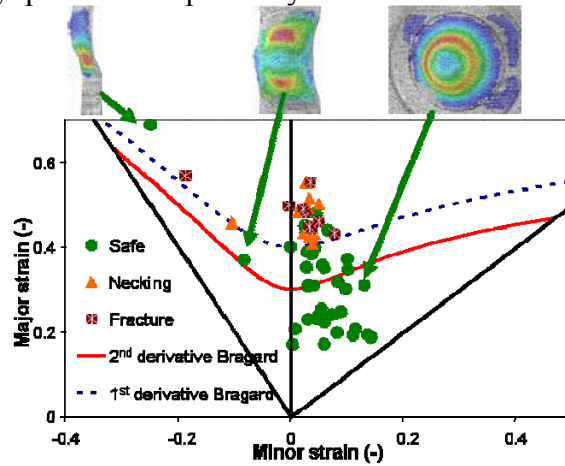 0.6
Major strain (-)
0.4
0.2
0
Safe
Necking
Fracture
2nd derivative Bragard
1st derivative Bragard
-0.4
-0.2
0
0.2
0.4
Minor strain (-)